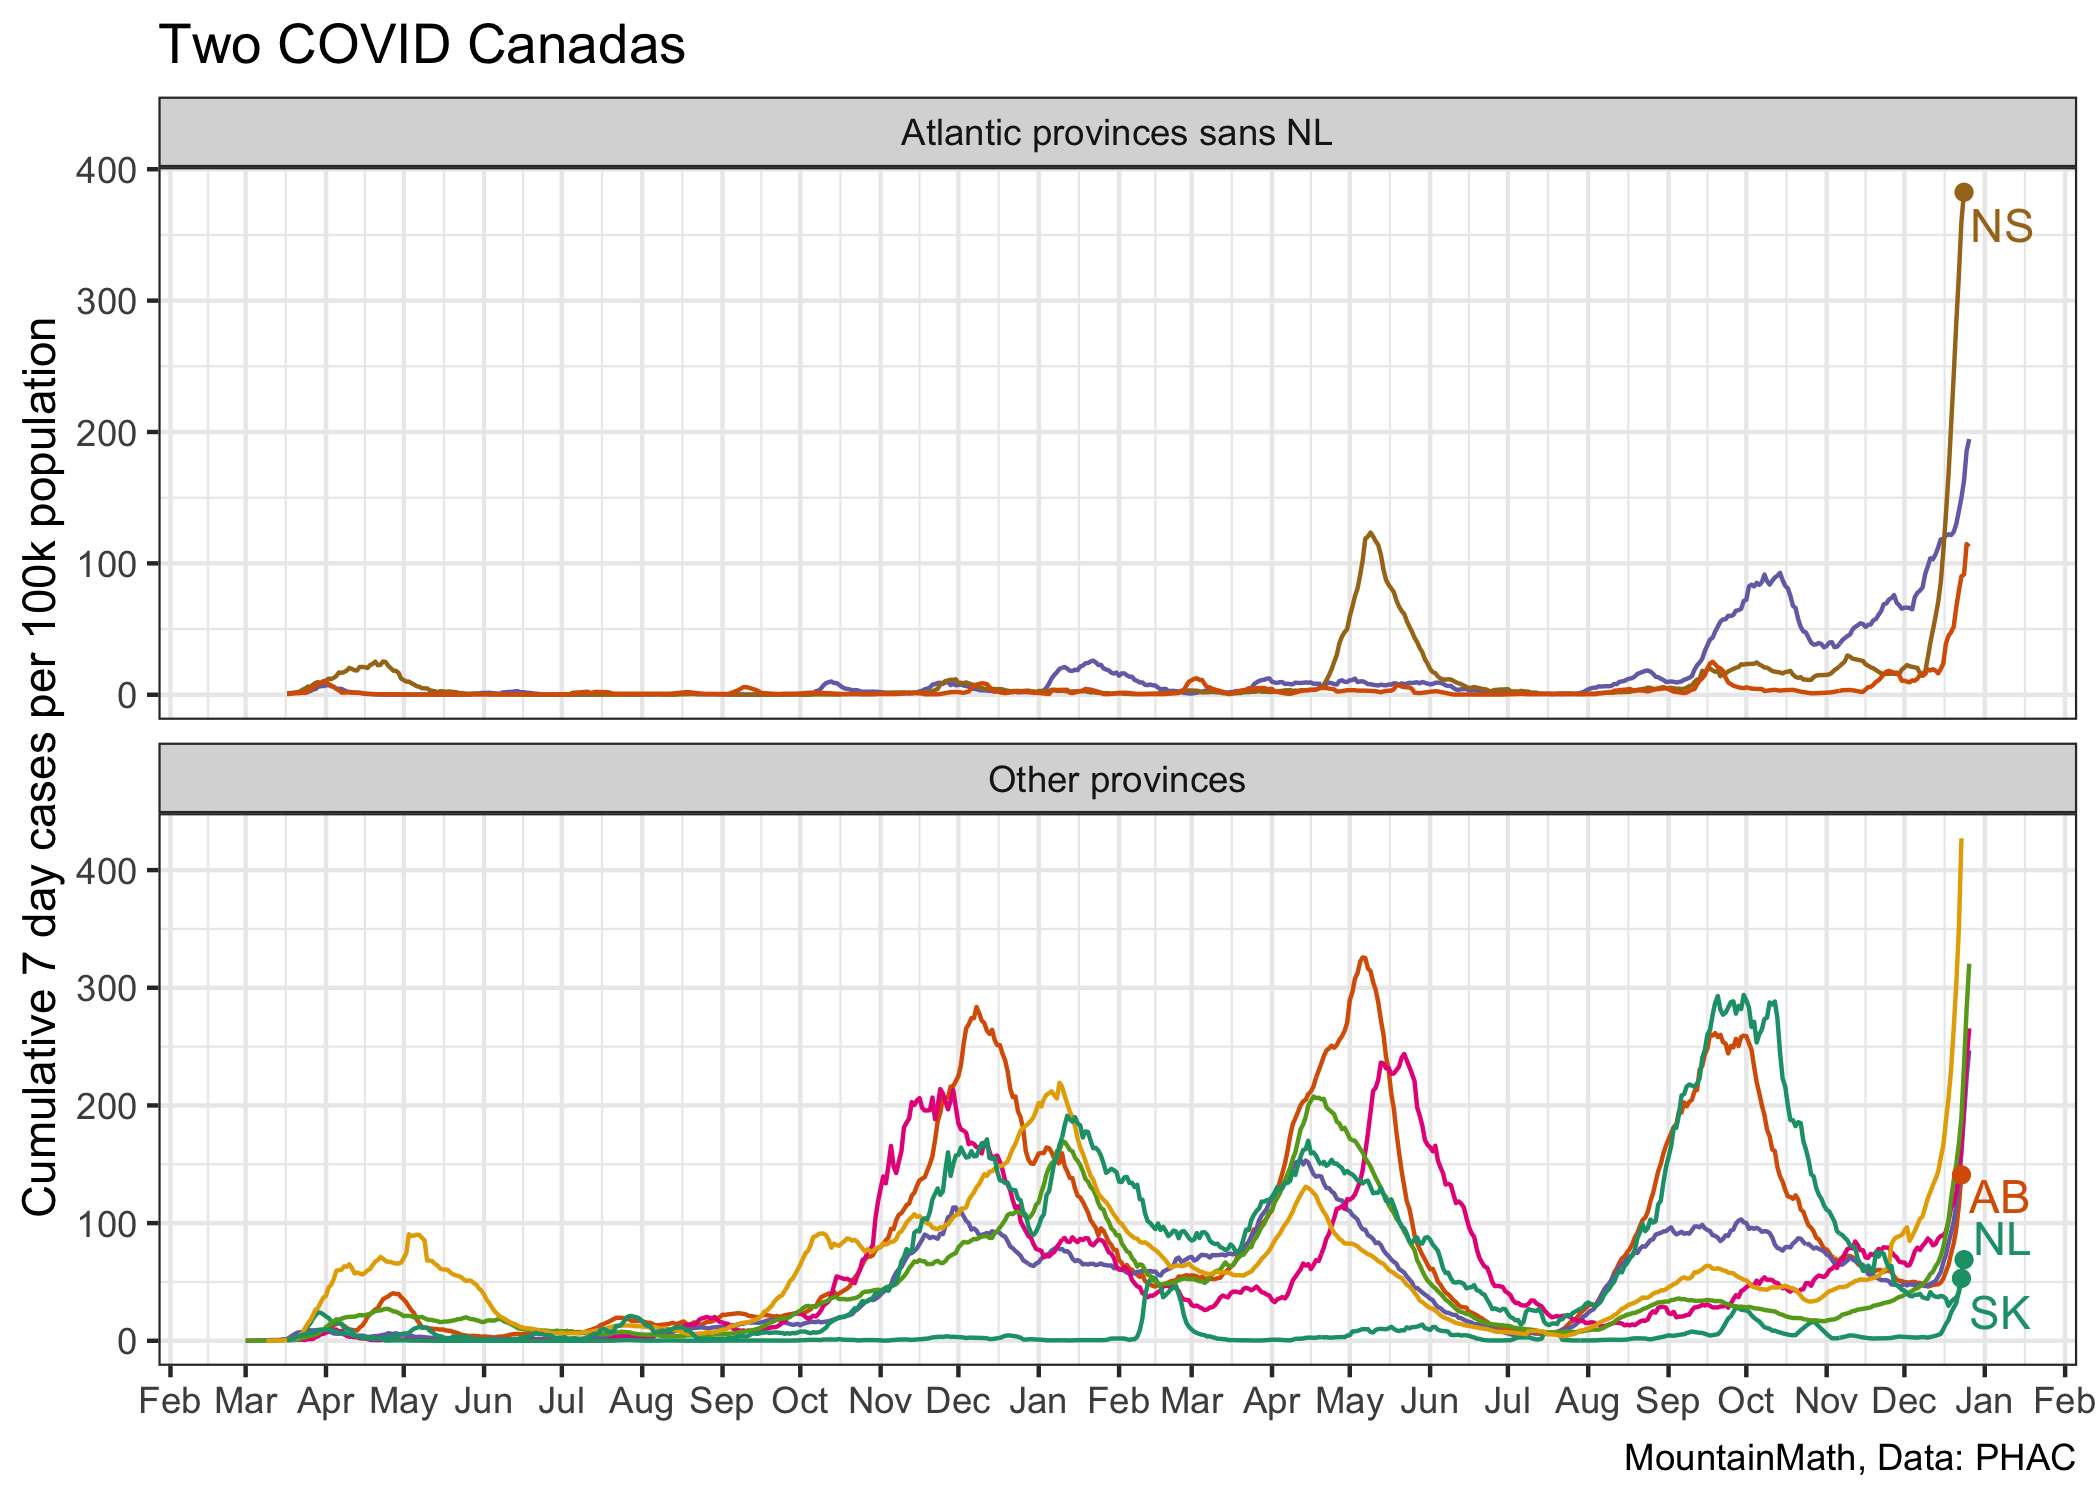 Two COVID Canadas
Atlantic provinces sans NL
400
300
200
100
0
NS
Cumulative 7 day cases per 100k population
Other provinces
400
300
200
100
0
AB
NL
SK
Feb Mar Apr May Jun Jul Aug Sep Oct Nov Dec Jan Feb Mar Apr May Jun Jul Aug Sep Oct Nov Dec Jan Feb
MountainMath, Data: PHAC